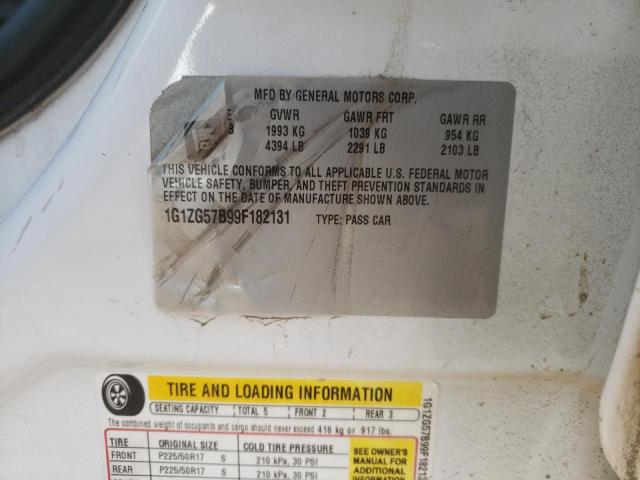 MFD BY GENERAL MOTORS CORP.
GVWR GAWR FRT GAWR RR
1993 KG 1039 KG 954 KG
4394 LB 2291 LB 2103 LB
THIS VEHICLE CONFORMS TO ALL APPLICABLE U.S. FEDERAL MOTOR
VEHICLE SAFETY, BUMPER, AND THEFT PREVENTION STANDARDS IN
EFFECT ON THE DATE OF MANUFACTURE SHOWN ABOVE.
1G1ZG57B99F182131 TYPE: PASS CAR
TIRE AND LOADING INFORMATION
SEATING CAPACITY TOTAL 5 FRONT 2 REAR 3
The combined weight of occupants and cargo should never exceed 416 kg or 917 lbs.
TIRE ORIGINAL SIZE COLD TIRE PRESSURE
FRONT P225/50R17 S 210 kPa, 30 PSI
REAR P225/50R17 S 210 kPa, 30 PSI
SEE OWNER'S
MANUAL FOR
ADDITIONAL
INFORMATION
1G1ZG57B99F18213